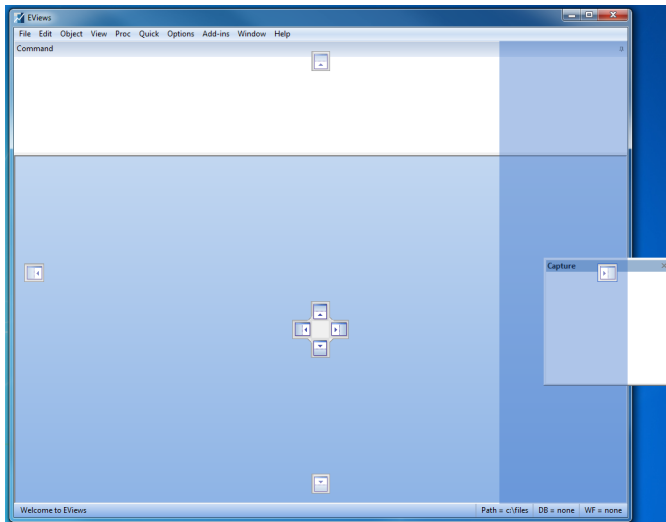 EViews
File Edit Object View Proc Quick Options Add-ins Window Help
Command
Capture
Welcome to EViews
Path = c:\files DB = none WF = none